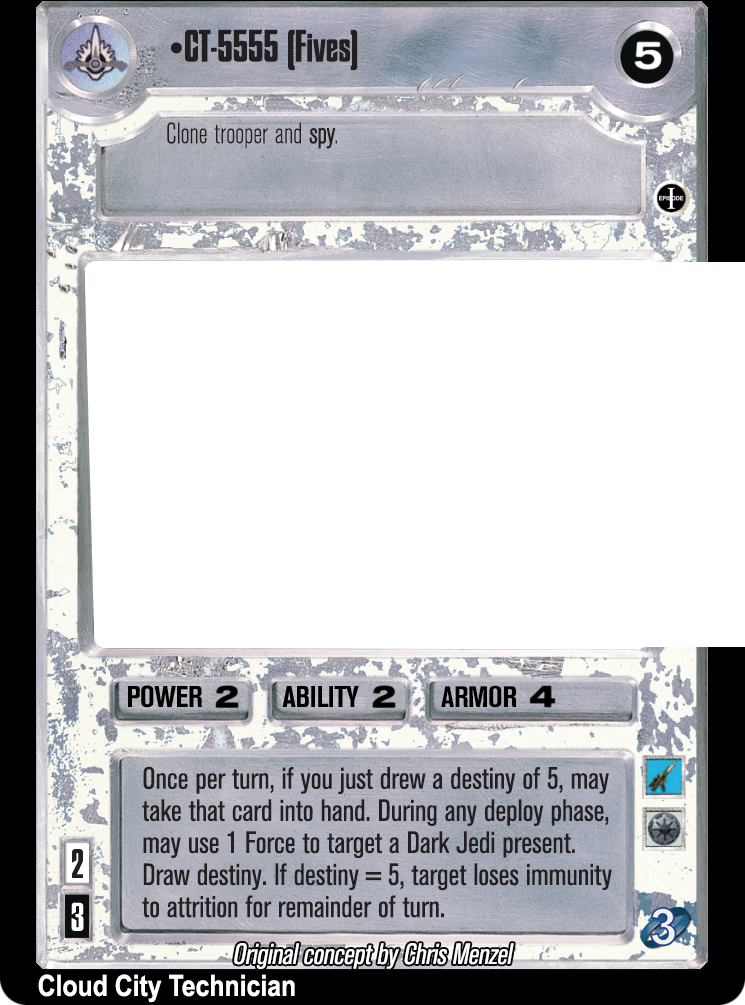 •CT-5555 (Fives)
5
Clone trooper and spy.
EPISODE I
POWER 2
ABILITY 2
ARMOR 4
Once per turn, if you just drew a destiny of 5, may
take that card into hand. During any deploy phase,
may use 1 Force to target a Dark Jedi present.
Draw destiny. If destiny = 5, target loses immunity
to attrition for remainder of turn.
2
3
3
Original concept by Chris Menzel
Cloud City Technician